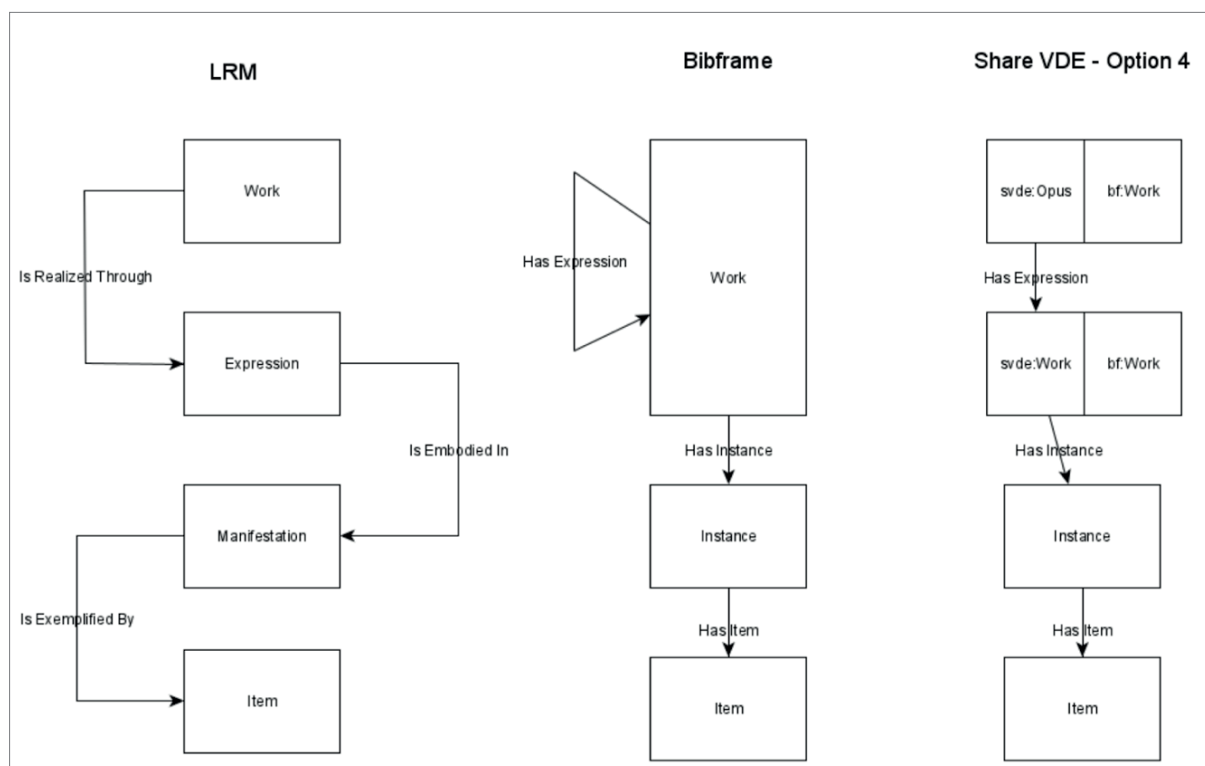 LRM
Bibframe
Share VDE - Option 4
Work
Is Realized Through
Expression
Is Embodied In
Manifestation
Is Exemplified By
Item
Has Expression
Work
Has Instance
Instance
Has Item
Item
svde:Opus
bf:Work
Has Expression
svde:Work
bf:Work
Has Instance
Instance
Has Item
Item